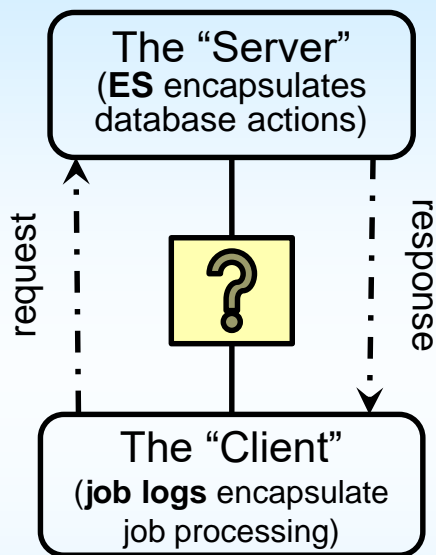 The “Server”
(ES encapsulates
database actions)
request
response
?
The “Client”
(job logs encapsulate
job processing)